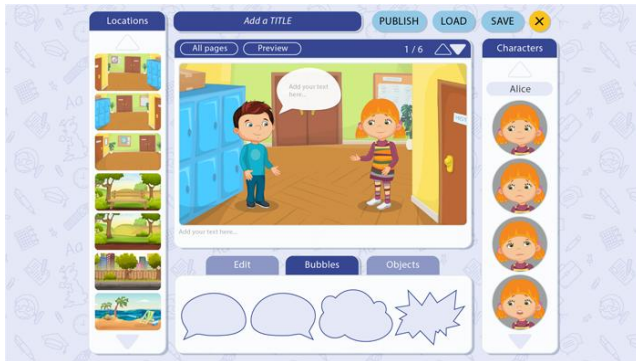 Locations
Add a TITLE
PUBLISH
LOAD
SAVE
All pages
Preview
1 / 6
Characters
Alice
Add your text
here...
Add your text here...
Edit
Bubbles
Objects